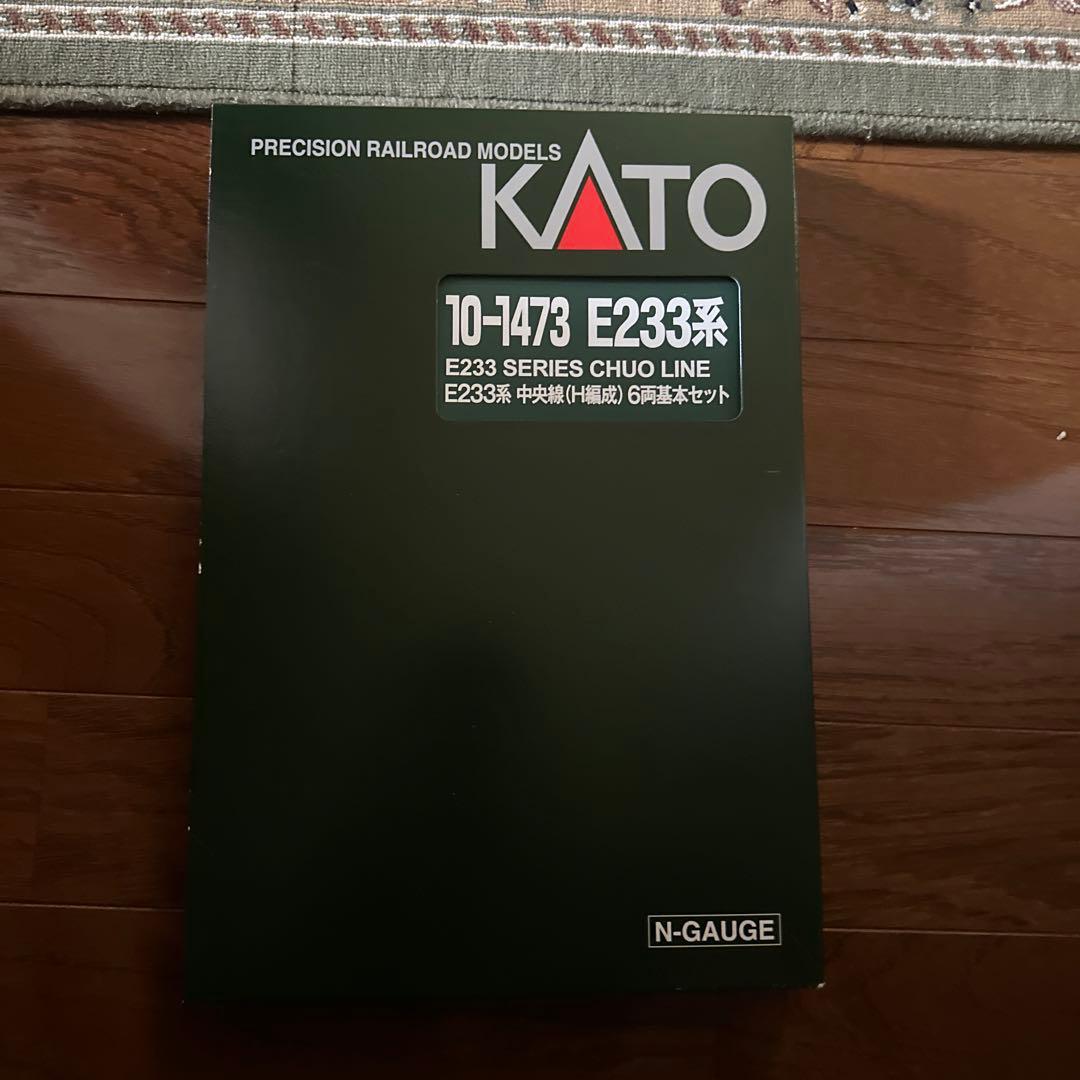 PRECISION RAILROAD MODELS
KATO
10-1473 E233系
E233 SERIES CHUO LINE
E233系 中央線(H編成) 6両基本セット
N-GAUGE